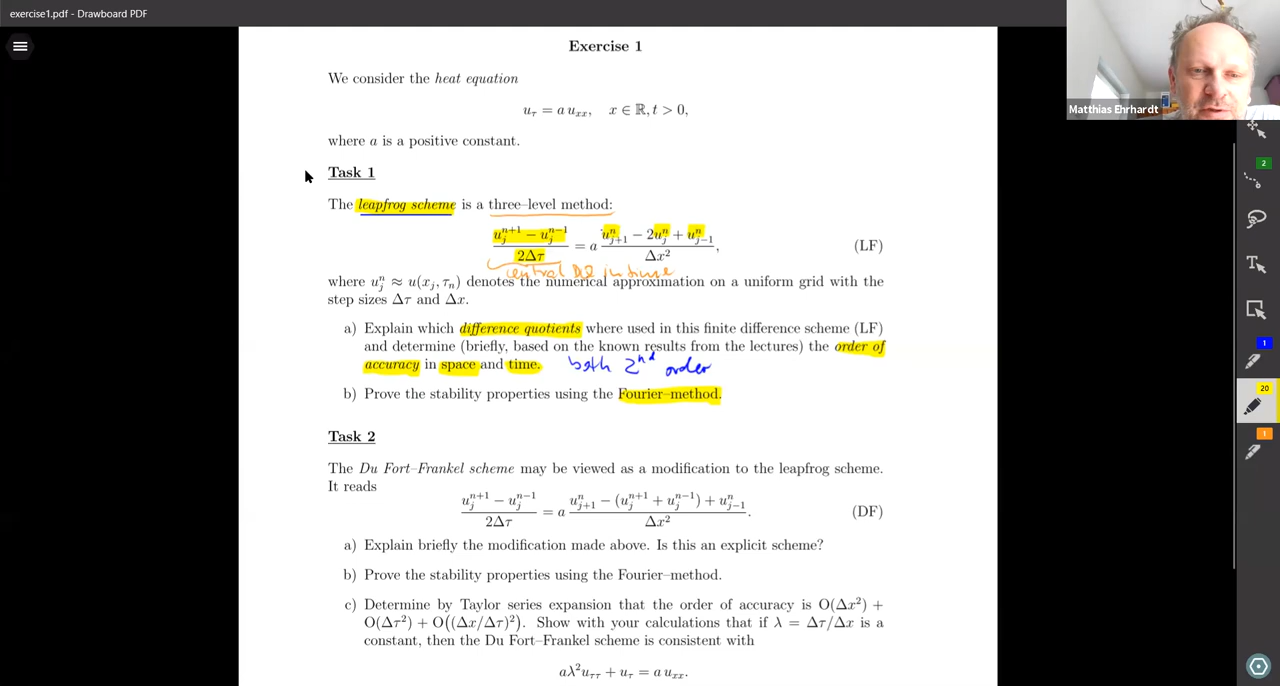 exercise1.pdf - Drawboard PDF
Matthias Ehrhardt
Exercise 1
We consider the heat equation
u_τ = a u_{xx},   x ∈ ℝ, t > 0,
where a is a positive constant.
Task 1
The leapfrog scheme is a three–level method:
(u_j^{n+1} − u_j^{n−1}) / (2Δτ) = a (u_{j+1}^n − 2u_j^n + u_{j−1}^n) / Δx²,   (LF)
central DQ in time
where u_j^n ≈ u(x_j, τ_n) denotes the numerical approximation on a uniform grid with the
step sizes Δτ and Δx.
a) Explain which difference quotients where used in this finite difference scheme (LF)
and determine (briefly, based on the known results from the lectures) the order of
accuracy in space and time. both 2nd order
b) Prove the stability properties using the Fourier–method.
Task 2
The Du Fort–Frankel scheme may be viewed as a modification to the leapfrog scheme.
It reads
(u_j^{n+1} − u_j^{n−1}) / (2Δτ) = a (u_{j+1}^n − (u_j^{n+1} + u_j^{n−1}) + u_{j−1}^n) / Δx².   (DF)
a) Explain briefly the modification made above. Is this an explicit scheme?
b) Prove the stability properties using the Fourier–method.
c) Determine by Taylor series expansion that the order of accuracy is O(Δx²) +
O(Δτ²) + O((Δx/Δτ)²). Show with your calculations that if λ = Δτ/Δx is a
constant, then the Du Fort–Frankel scheme is consistent with
aλ²u_{ττ} + u_τ = a u_{xx}.
2
1
20
1